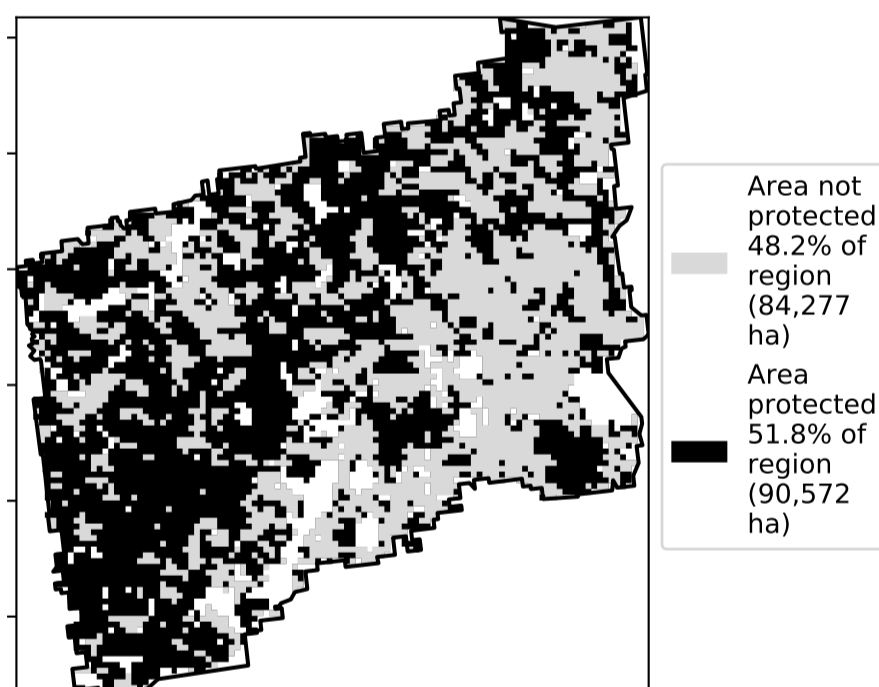 Area not
protected
48.2% of
region
(84,277
ha)
Area
protected
51.8% of
region
(90,572
ha)